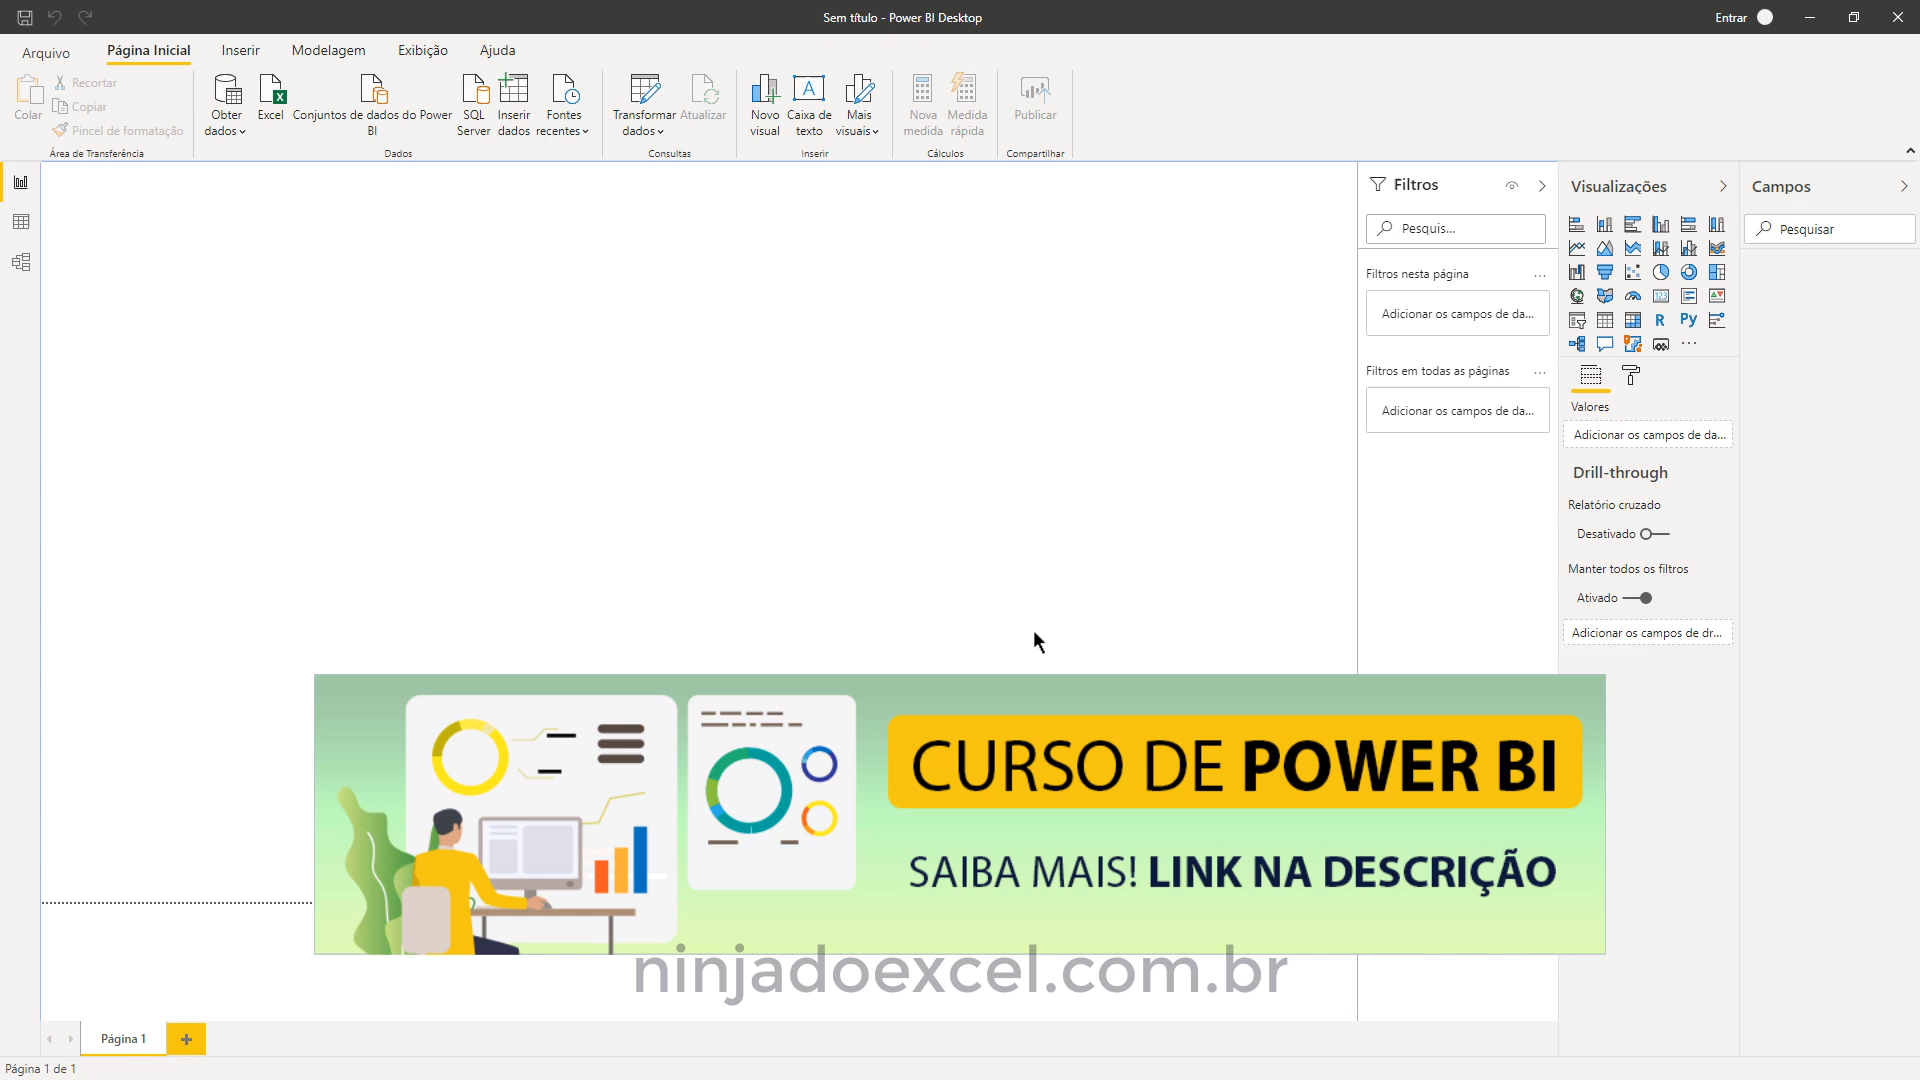 Sem título - Power BI Desktop
Entrar
Arquivo
Página Inicial
Inserir
Modelagem
Exibição
Ajuda
Colar
Recortar
Copiar
Pincel de formatação
Área de Transferência
Obter
dados
Excel
Conjuntos de dados do Power
BI
SQL
Server
Inserir
dados
Fontes
recentes
Dados
Transformar
dados
Atualizar
Consultas
Novo
visual
Caixa de
texto
Mais
visuais
Inserir
Nova
medida
Medida
rápida
Cálculos
Publicar
Compartilhar
Filtros
Pesquis...
Filtros nesta página
...
Adicionar os campos de da...
Filtros em todas as páginas
...
Adicionar os campos de da...
Visualizações
R
Py
123
...
Valores
Adicionar os campos de da...
Drill-through
Relatório cruzado
Desativado
Manter todos os filtros
Ativado
Adicionar os campos de dr...
Campos
Pesquisar
CURSO DE POWER BI
SAIBA MAIS! LINK NA DESCRIÇÃO
ninjadoexcel.com.br
Página 1
+
Página 1 de 1